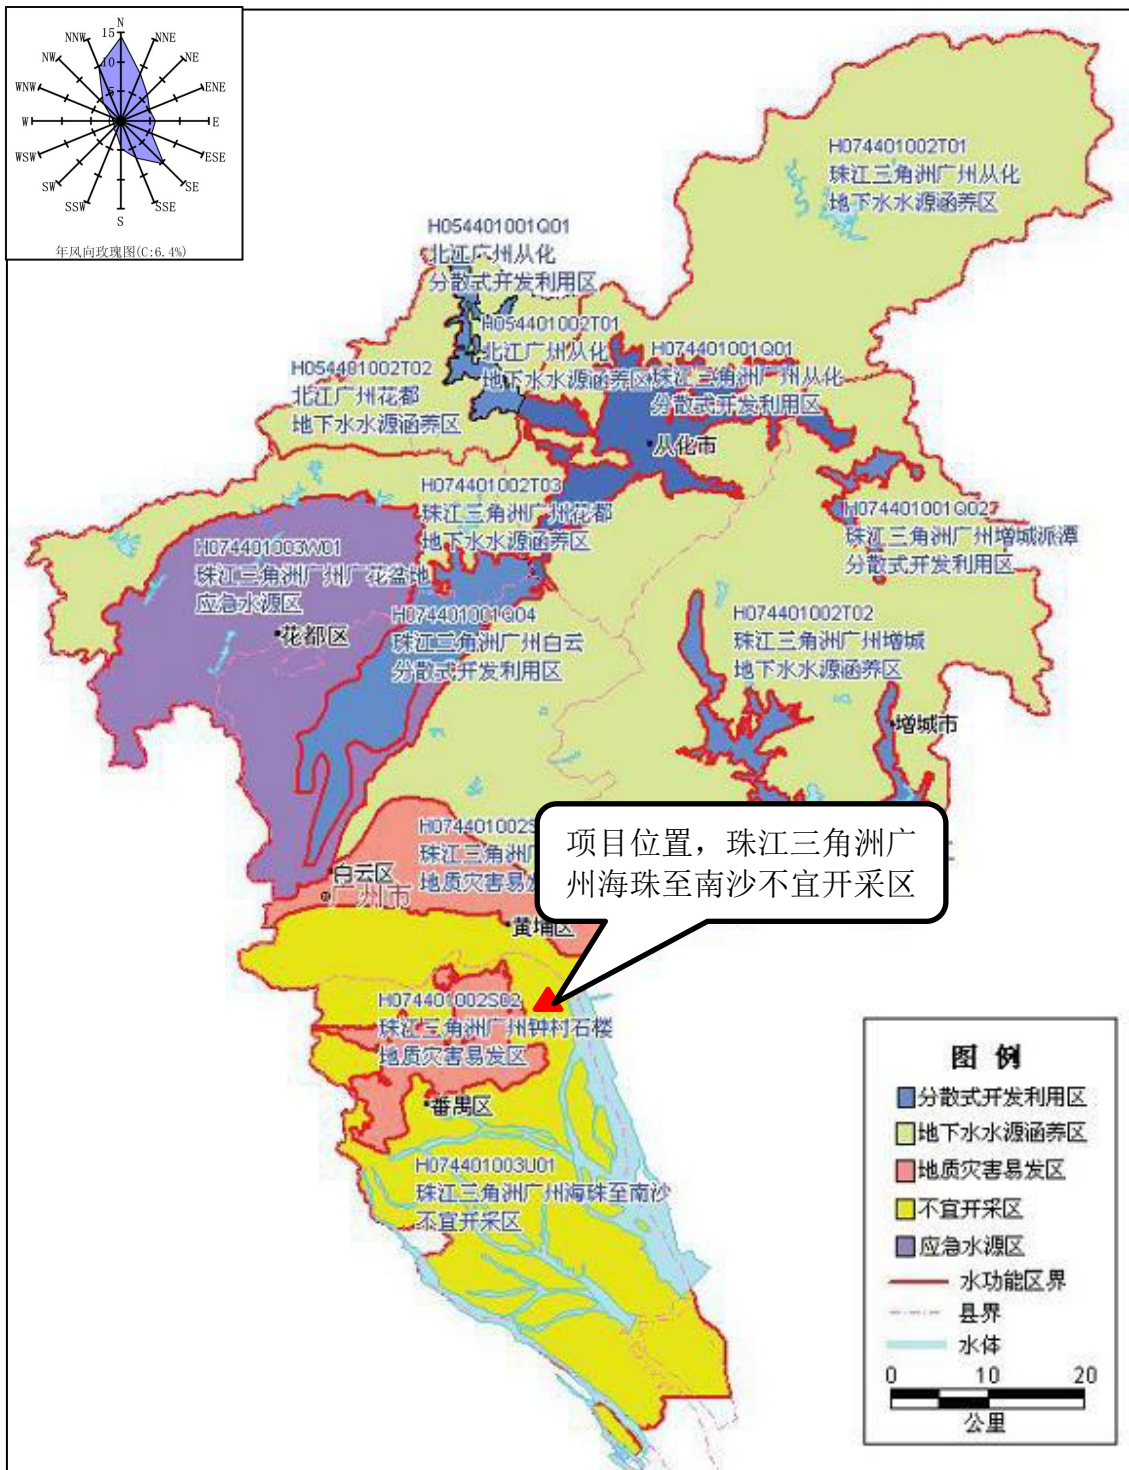 N
NNW
15
NNE
NW
10
NE
WNW
5
ENE
W
E
WSW
ESE
SW
SE
SSW
SSE
S
年风向玫瑰图(C:6.4%)
H074401002T01
珠江三角洲广州从化
地下水水源涵养区
H054401001Q01
北江广州从化
分散式开发利用区
H054401002T01
北江广州从化
地下水水源涵养区
H074401001Q01
珠江三角洲广州从化
分散式开发利用区
H054401002T02
北江广州花都
地下水水源涵养区
从化市
H074401002T03
珠江三角洲广州花都
地下水水源涵养区
H074401001Q02
珠江三角洲广州增城派潭
分散式开发利用区
H074401003W01
珠江三角洲广州广花盆地
应急水源区
花都区
H074401001Q04
珠江三角洲广州白云
分散式开发利用区
H074401002T02
珠江三角洲广州增城
地下水水源涵养区
增城市
H074401002S
珠江三角洲广
地质灾害易发
项目位置，珠江三角洲广
州海珠至南沙不宜开采区
白云区
广州市
黄埔区
H074401002S02
珠江三角洲广州钟村石楼
地质灾害易发区
番禺区
H074401003U01
珠江三角洲广州海珠至南沙
不宜开采区
图 例
分散式开发利用区
地下水水源涵养区
地质灾害易发区
不宜开采区
应急水源区
水功能区界
县界
水体
0 10 20
公里